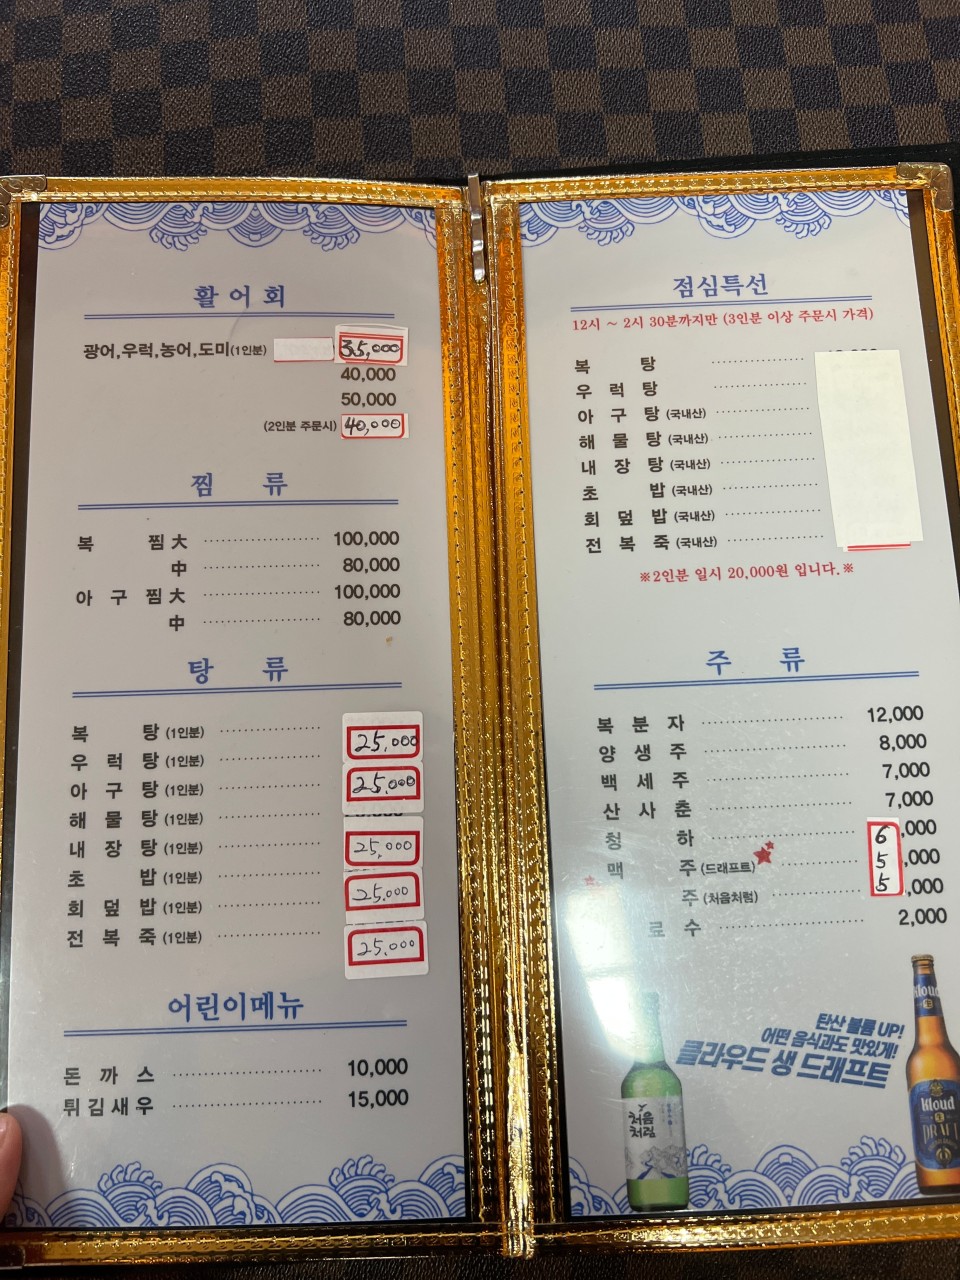 활어회
광어,우럭,농어,도미(1인분) 35,000
40,000
50,000
(2인분 주문시) 40,000
찜 류
복 찜 大 100,000
中 80,000
아 구 찜 大 100,000
中 80,000
탕 류
복 탕 (1인분) 25,000
우 럭 탕 (1인분)
아 구 탕 (1인분) 25,000
해 물 탕 (1인분)
내 장 탕 (1인분) 25,000
초 밥 (1인분)
회 덮 밥 (1인분) 25,000
전 복 죽 (1인분) 25,000
어린이메뉴
돈 까 스 10,000
튀김새우 15,000
점심특선
12시 ~ 2시 30분까지만 (3인분 이상 주문시 가격)
복 탕
우 럭 탕
아 구 탕 (국내산)
해 물 탕 (국내산)
내 장 탕 (국내산)
초 밥 (국내산)
회 덮 밥 (국내산)
전 복 죽 (국내산)
※2인분 일시 20,000원 입니다.※
주 류
복 분 자 12,000
양 생 주 8,000
백 세 주 7,000
산 사 춘 7,000
청 하 6,000
맥 주 (드래프트) 5,000
주 (처음처럼) 5,000
료 수 2,000
탄산 볼륨 UP!
어떤 음식과도 맛있게!
클라우드 생 드래프트
처음
처럼
Kloud
生
Kloud
生
DRAFT